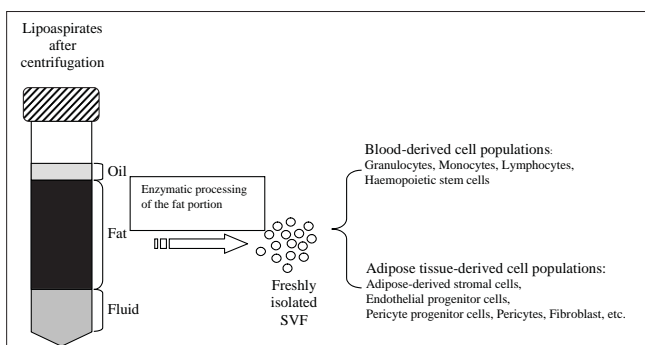 Lipoaspirates
after
centrifugation
Oil
Fat
Fluid
Enzymatic processing
of the fat portion
Freshly
isolated
SVF
Blood-derived cell populations:
Granulocytes, Monocytes, Lymphocytes,
Haemopoietic stem cells
Adipose tissue-derived cell populations:
Adipose-derived stromal cells,
Endothelial progenitor cells,
Pericyte progenitor cells, Pericytes, Fibroblast, etc.